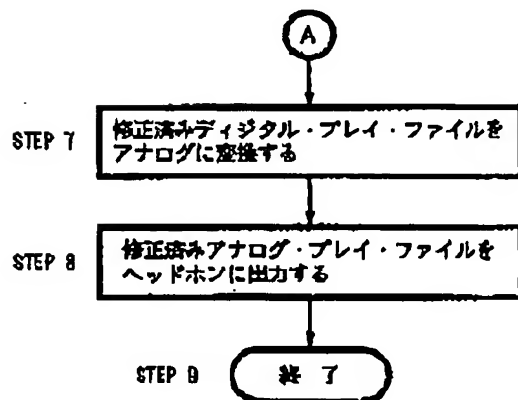 A
STEP 7
修正済みディジタル・プレイ・ファイルを
アナログに変換する
STEP 8
修正済みアナログ・プレイ・ファイルを
ヘッドホンに出力する
STEP 9
終 了